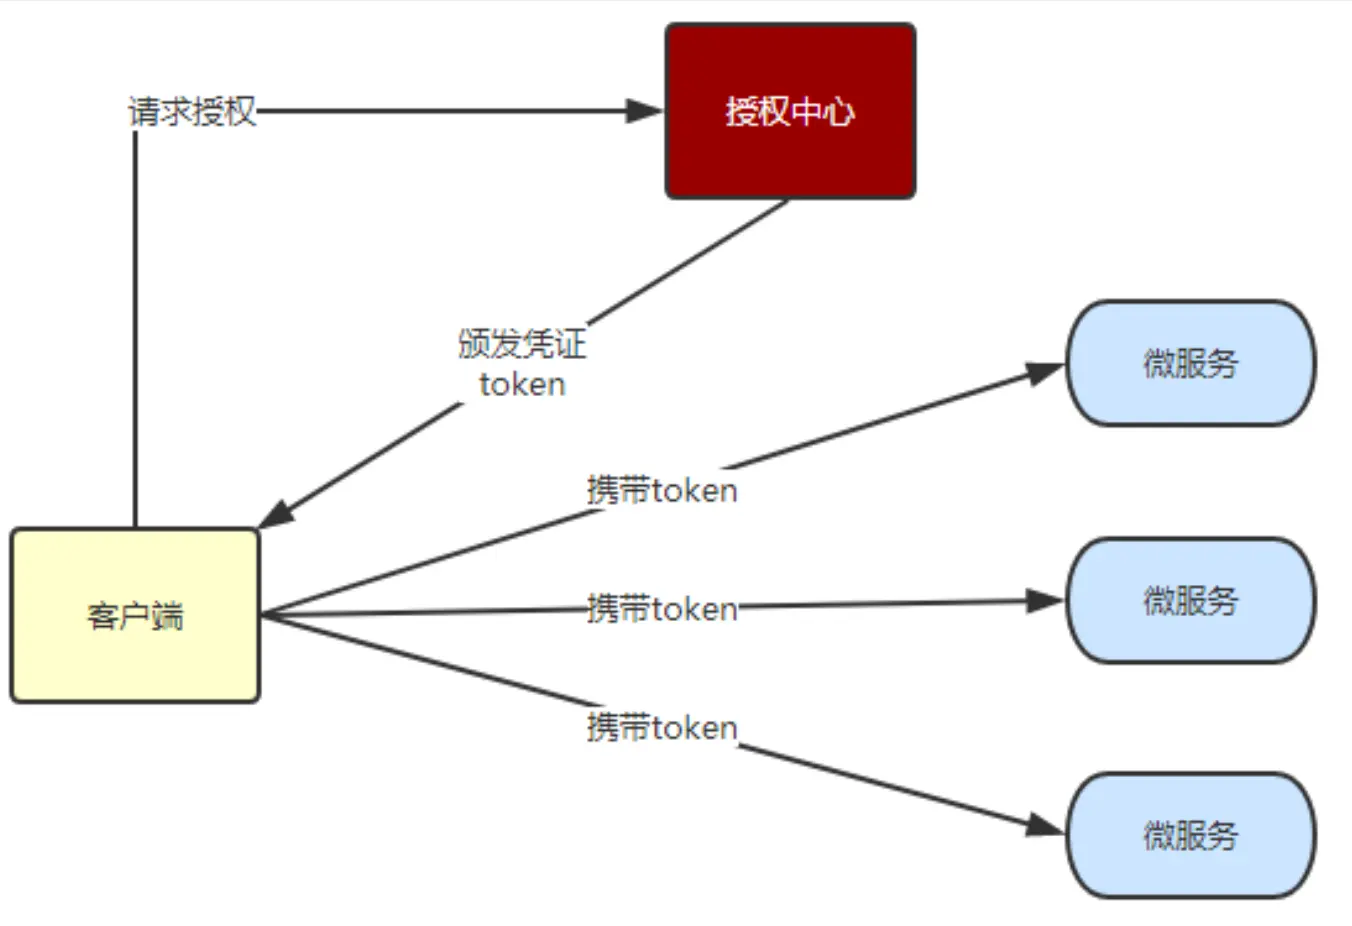 请求授权
授权中心
颁发凭证
token
微服务
携带token
携带token
微服务
客户端
携带token
微服务